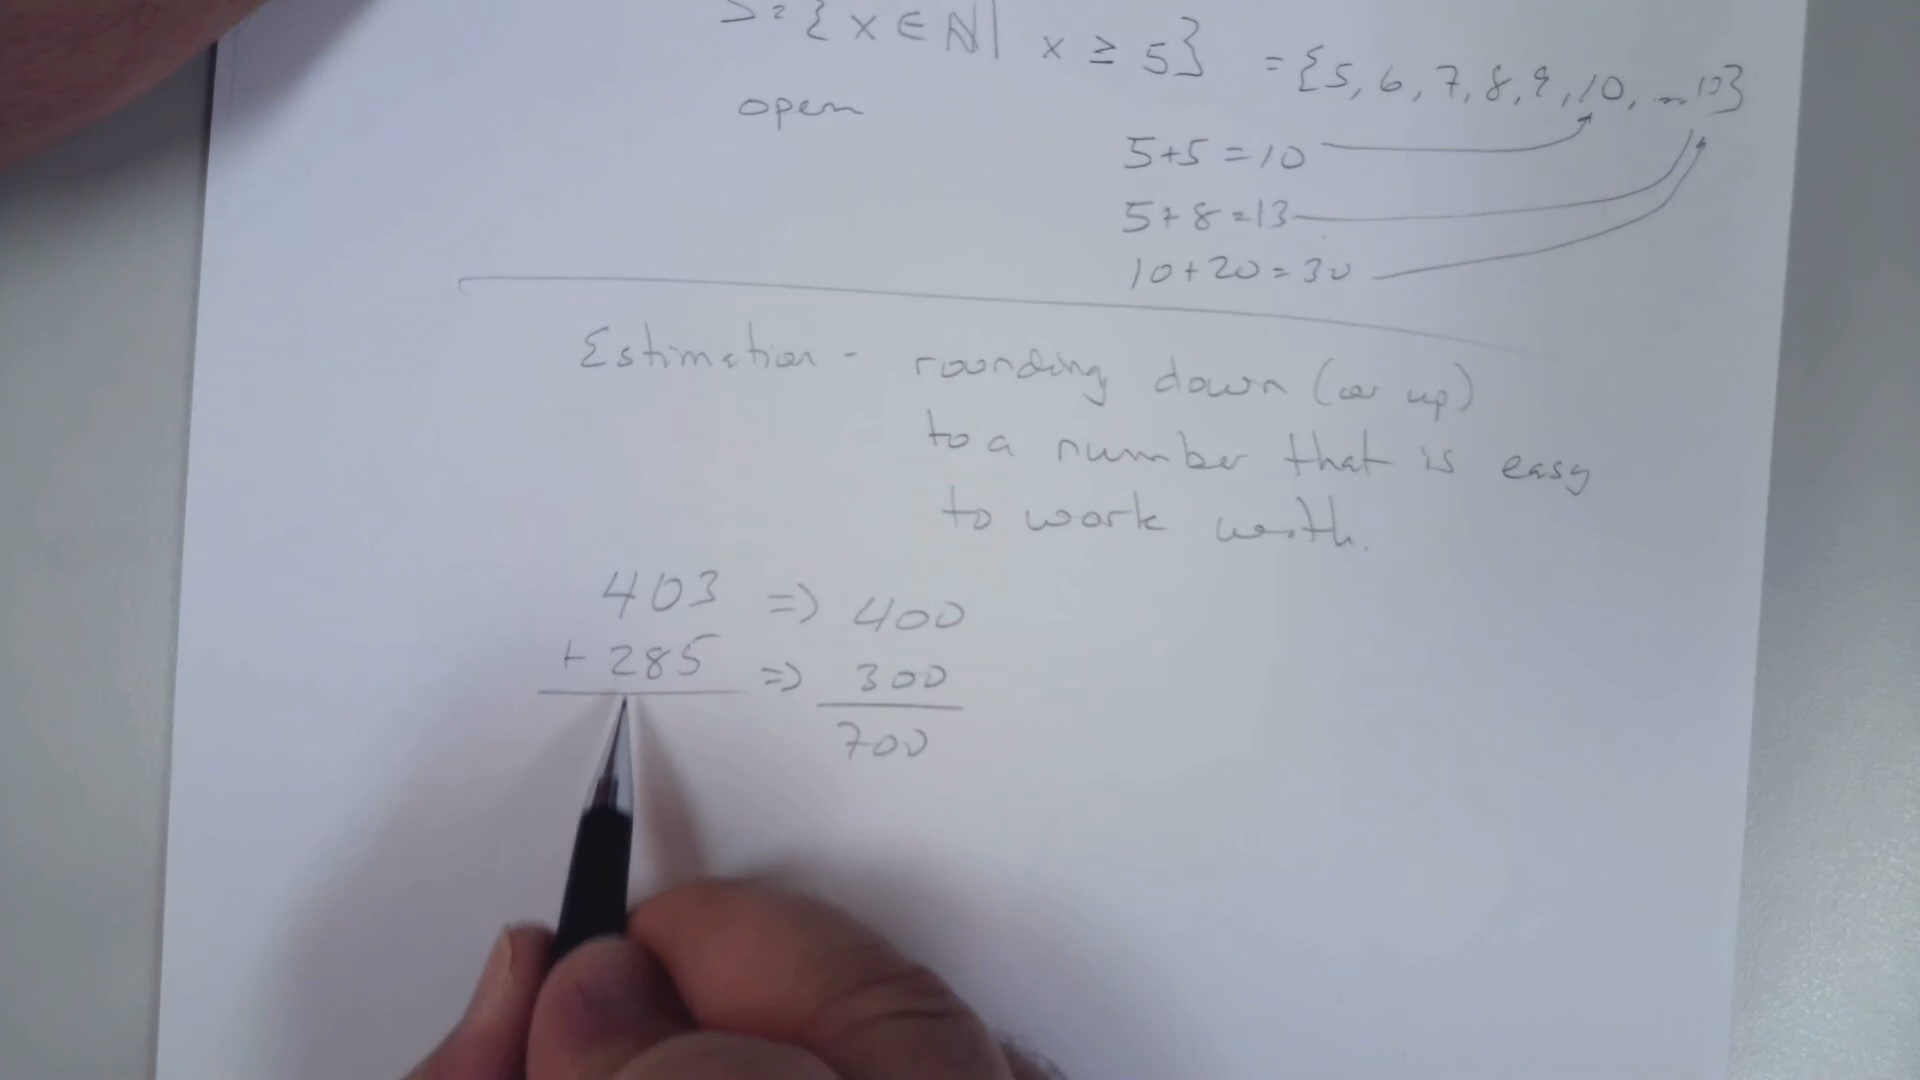 S = {x ∈ ℕ | x ≥ 5} = {5, 6, 7, 8, 9, 10, ... }
open
5+5=10
5+8=13
10+20=30
Estimation - rounding down (or up)
to a number that is easy
to work with.
403 => 400
+ 285 => 300
700